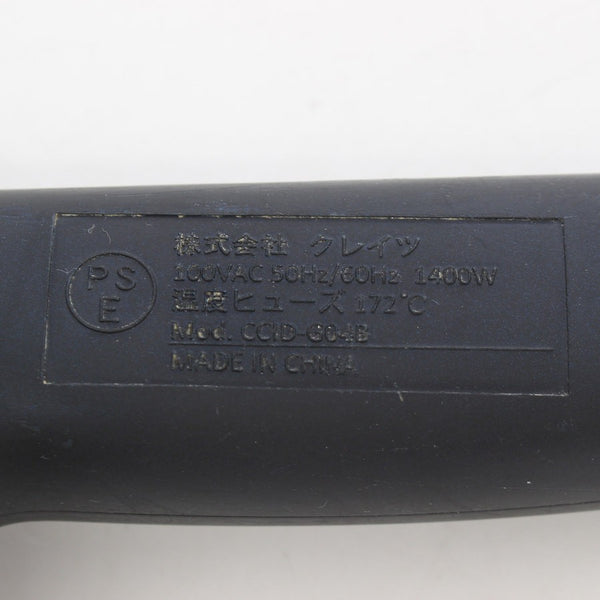 PS
E
株式会社 クレイツ
100VAC 50Hz/60Hz 1400W
温度ヒューズ 172℃
Mod. CCID-G04B
MADE IN CHINA